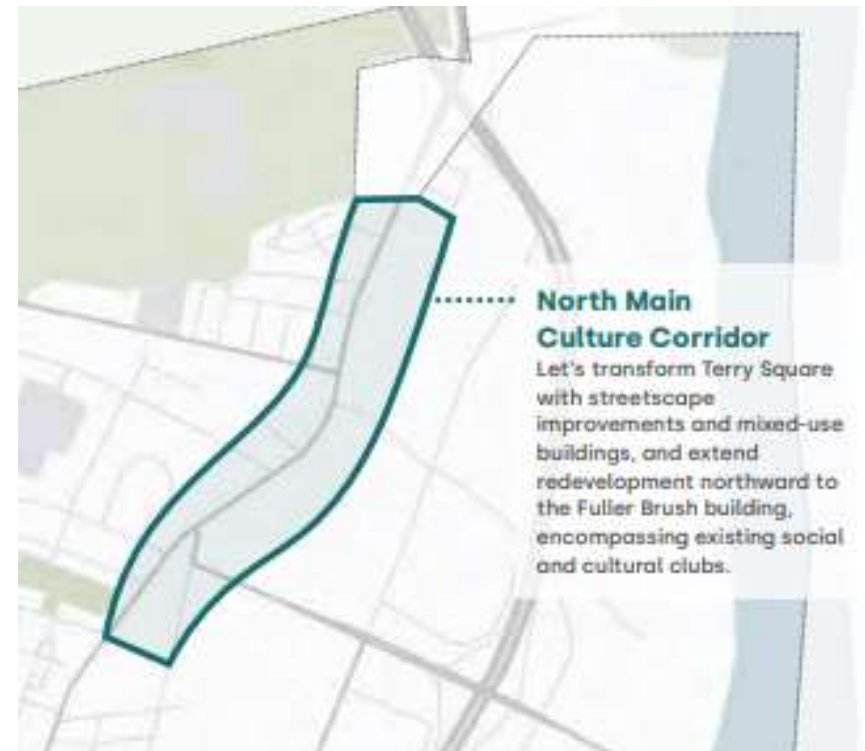 North Main
Culture Corridor
Let's transform Terry Square
with streetscape
improvements and mixed-use
buildings, and extend
redevelopment northward to
the Fuller Brush building,
encompassing existing social
and cultural clubs.